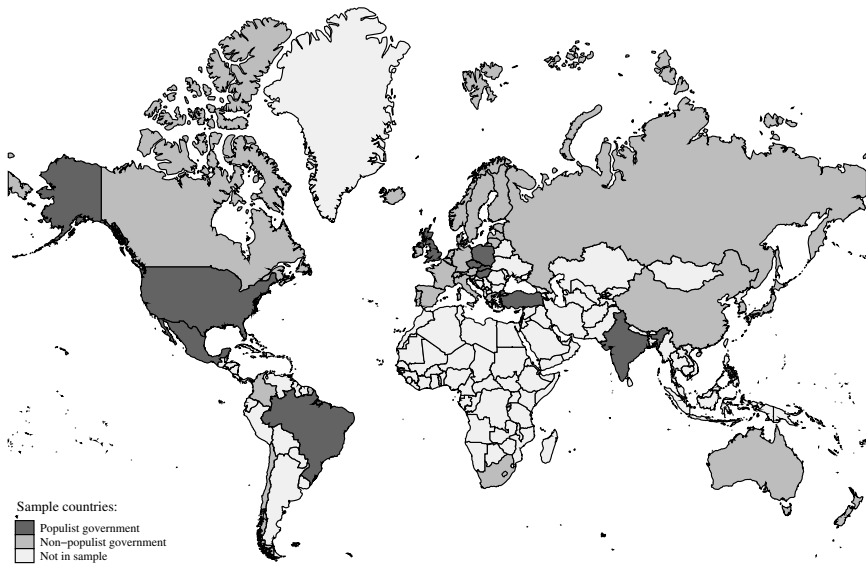 Sample countries:
Populist government
Non−populist government
Not in sample